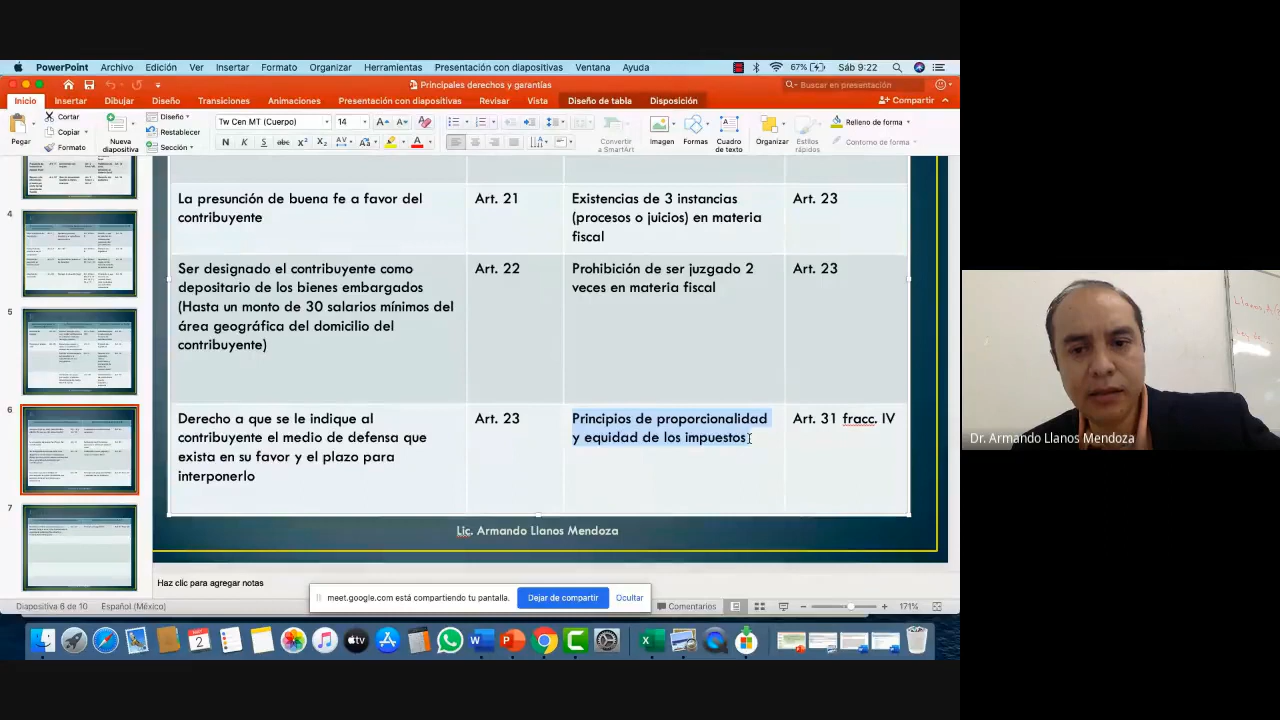 PowerPoint Archivo Edición Ver Insertar Formato Organizar Herramientas Presentación con diapositivas Ventana Ayuda 67% Sáb 9:22
Principales derechos y garantías
Buscar en presentación
Inicio Insertar Dibujar Diseño Transiciones Animaciones Presentación con diapositivas Revisar Vista Diseño de tabla Disposición Compartir
Pegar
Cortar
Copiar
Formato
Nueva diapositiva
Diseño
Restablecer
Sección
Tw Cen MT (Cuerpo) 14
N K S abc
Convertir a SmartArt
Imagen
Formas
Cuadro de texto
Organizar
Estilos rápidos
Relleno de forma
Contorno de forma
4
5
6
7
La presunción de buena fe a favor del
contribuyente
Art. 21
Existencias de 3 instancias
(procesos o juicios) en materia
fiscal
Art. 23
Ser designado el contribuyente como
depositario de los bienes embargados
(Hasta un monto de 30 salarios mínimos del
área geográfica del domicilio del
contribuyente)
Art. 22
Prohibición de ser juzgado 2
veces en materia fiscal
Art. 23
Derecho a que se le indique al
contribuyente el medio de defensa que
exista en su favor y el plazo para
interponerlo
Art. 23
Principios de proporcionalidad
y equidad de los impuestos
Art. 31 fracc. IV
Lic. Armando Llanos Mendoza
Haz clic para agregar notas
meet.google.com está compartiendo tu pantalla. Dejar de compartir Ocultar
Diapositiva 6 de 10 Español (México) Comentarios 171%
Dr. Armando Llanos Mendoza